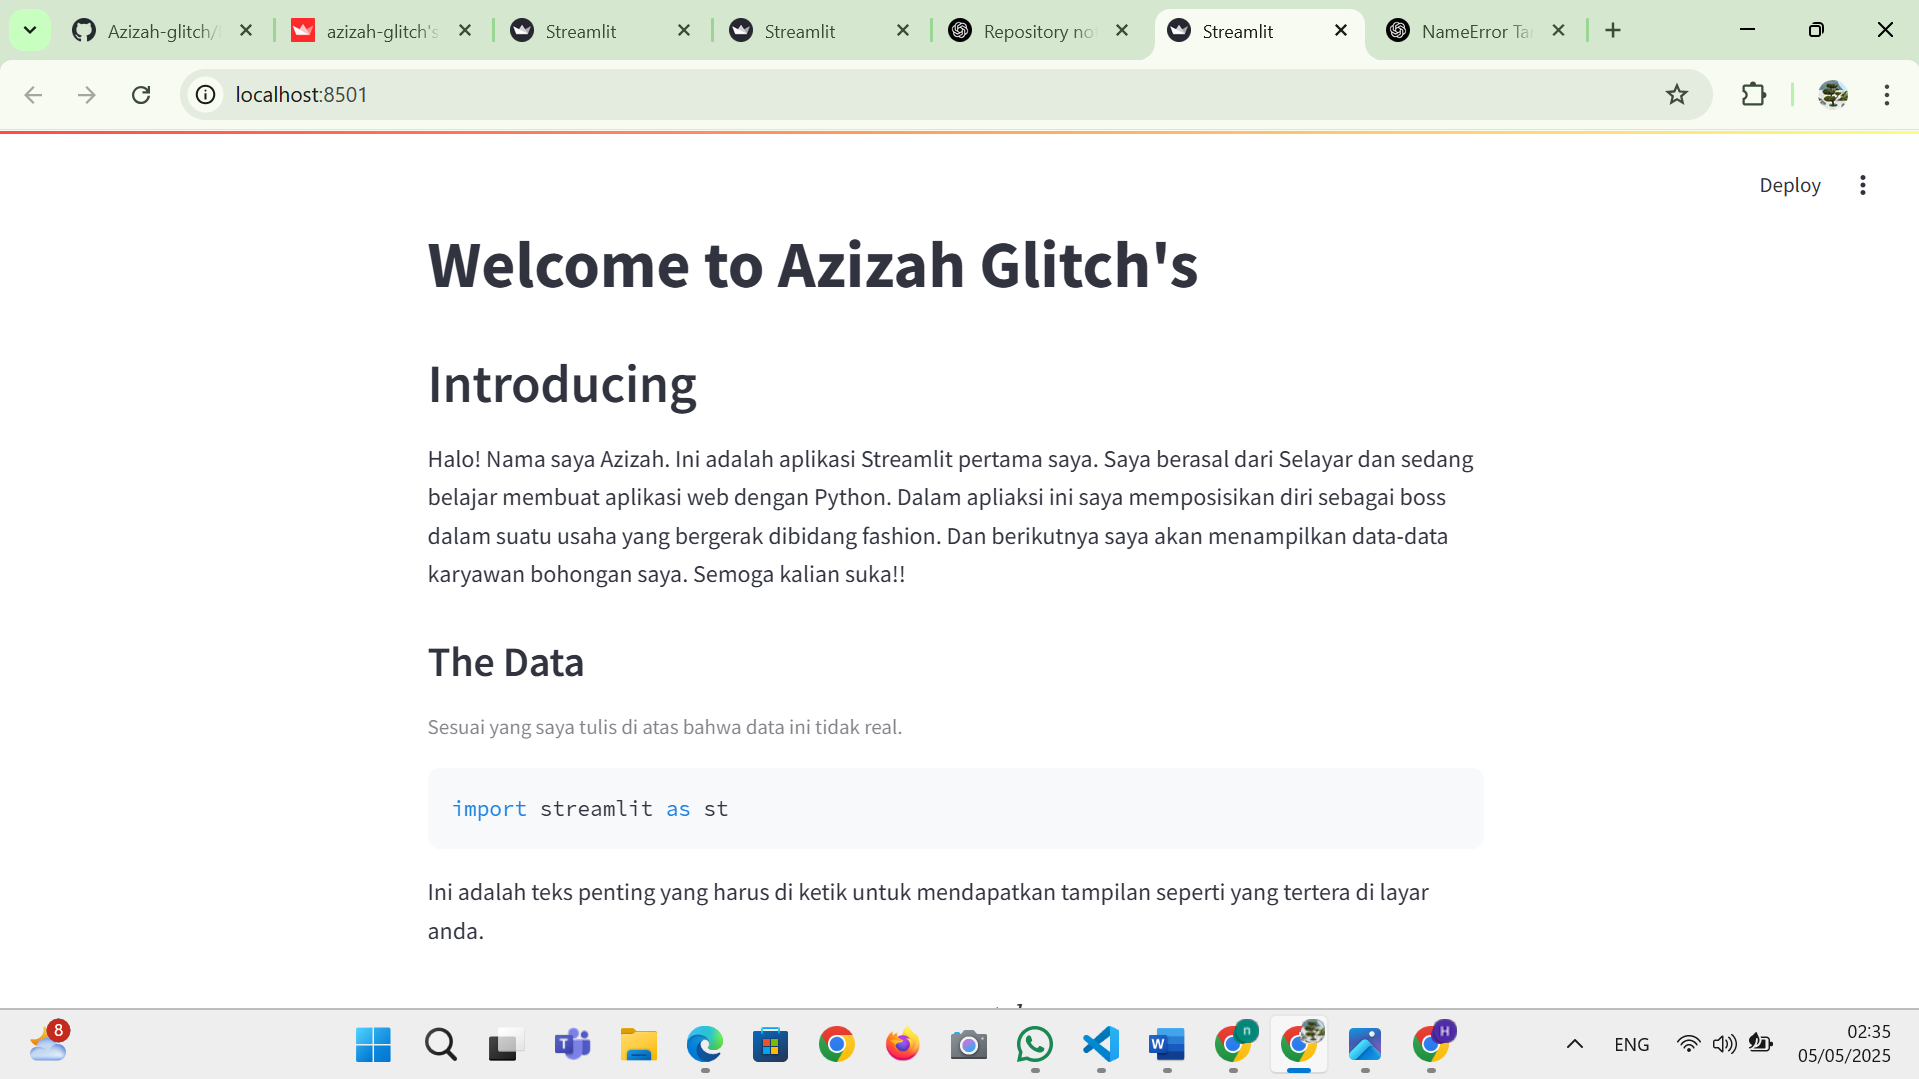 Azizah-glitch/
azizah-glitch's
Streamlit
Streamlit
Repository not
Streamlit
NameError Ta
localhost:8501
Deploy
Welcome to Azizah Glitch's
Introducing
Halo! Nama saya Azizah. Ini adalah aplikasi Streamlit pertama saya. Saya berasal dari Selayar dan sedang
belajar membuat aplikasi web dengan Python. Dalam apliaksi ini saya memposisikan diri sebagai boss
dalam suatu usaha yang bergerak dibidang fashion. Dan berikutnya saya akan menampilkan data-data
karyawan bohongan saya. Semoga kalian suka!!
The Data
Sesuai yang saya tulis di atas bahwa data ini tidak real.
import streamlit as st
Ini adalah teks penting yang harus di ketik untuk mendapatkan tampilan seperti yang tertera di layar
anda.
8
n
H
ENG
02:35
05/05/2025